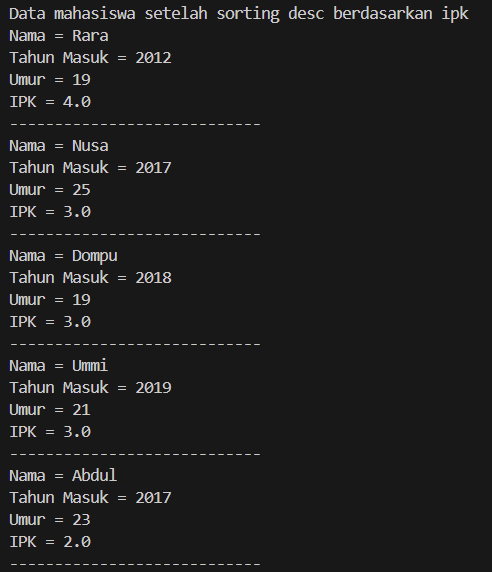 Data mahasiswa setelah sorting desc berdasarkan ipk
Nama = Rara
Tahun Masuk = 2012
Umur = 19
IPK = 4.0
----------------------------
Nama = Nusa
Tahun Masuk = 2017
Umur = 25
IPK = 3.0
----------------------------
Nama = Dompu
Tahun Masuk = 2018
Umur = 19
IPK = 3.0
----------------------------
Nama = Ummi
Tahun Masuk = 2019
Umur = 21
IPK = 3.0
----------------------------
Nama = Abdul
Tahun Masuk = 2017
Umur = 23
IPK = 2.0
----------------------------